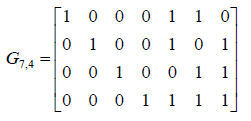 G7,4 =
1 0 0 0 1 1 0
0 1 0 0 1 0 1
0 0 1 0 0 1 1
0 0 0 1 1 1 1